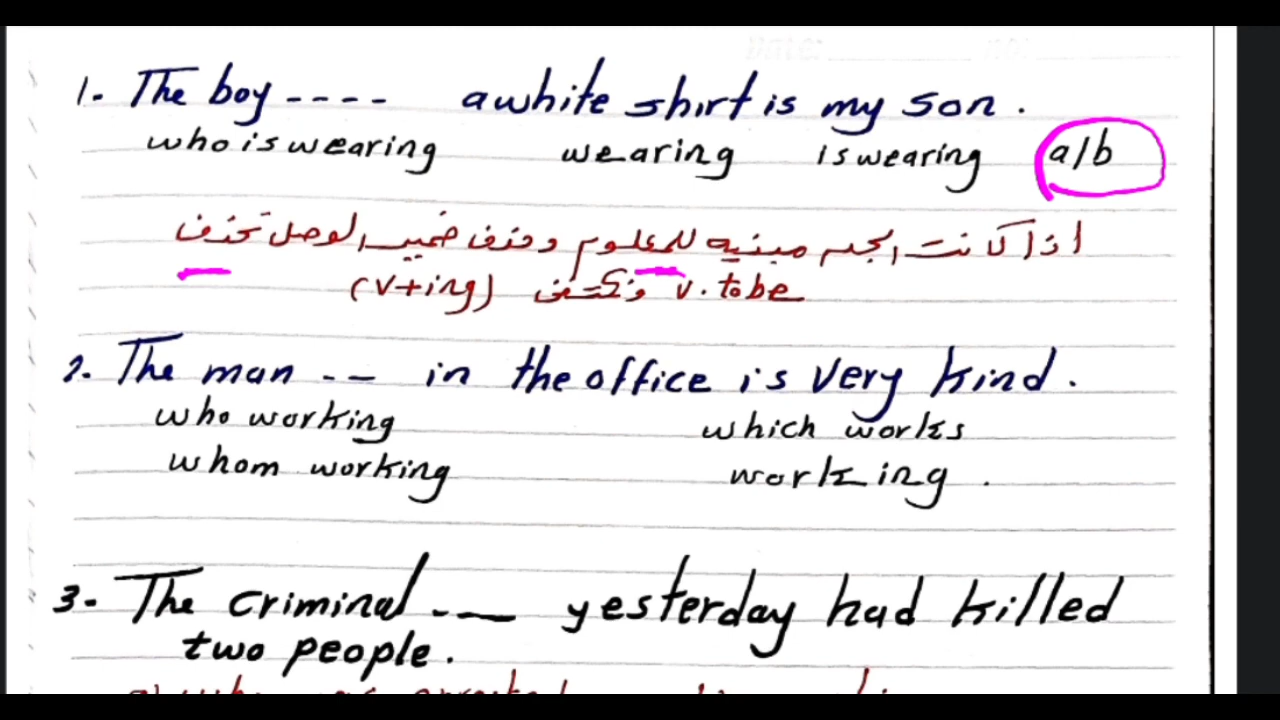 1. The boy ---- a white shirt is my son.
who is wearing wearing is wearing a/b
اذا كانت الجمله مبنيه للمعلوم وحذف ضمير الوصل تحذف
v. to be ونكتفى (v+ing)
2. The man -- in the office is very kind.
who working which works
whom working working.
3- The criminal -- yesterday had killed
two people.